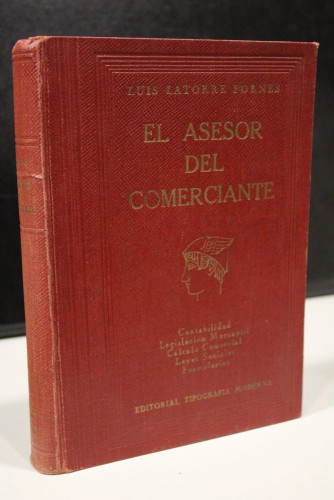 LUIS LATORRE FORNES
EL ASESOR
DEL
COMERCIANTE
Contabilidad
Legislación Mercantil
Cálculo Comercial
Leyes Sociales
Formularios
EDITORIAL TIPOGRAFIA MODERNA